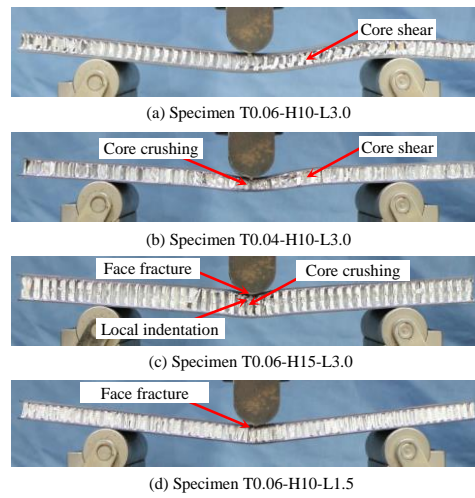 Core shear
(a) Specimen T0.06-H10-L3.0
Core crushing
Core shear
(b) Specimen T0.04-H10-L3.0
Face fracture
Core crushing
Local indentation
(c) Specimen T0.06-H15-L3.0
Face fracture
(d) Specimen T0.06-H10-L1.5